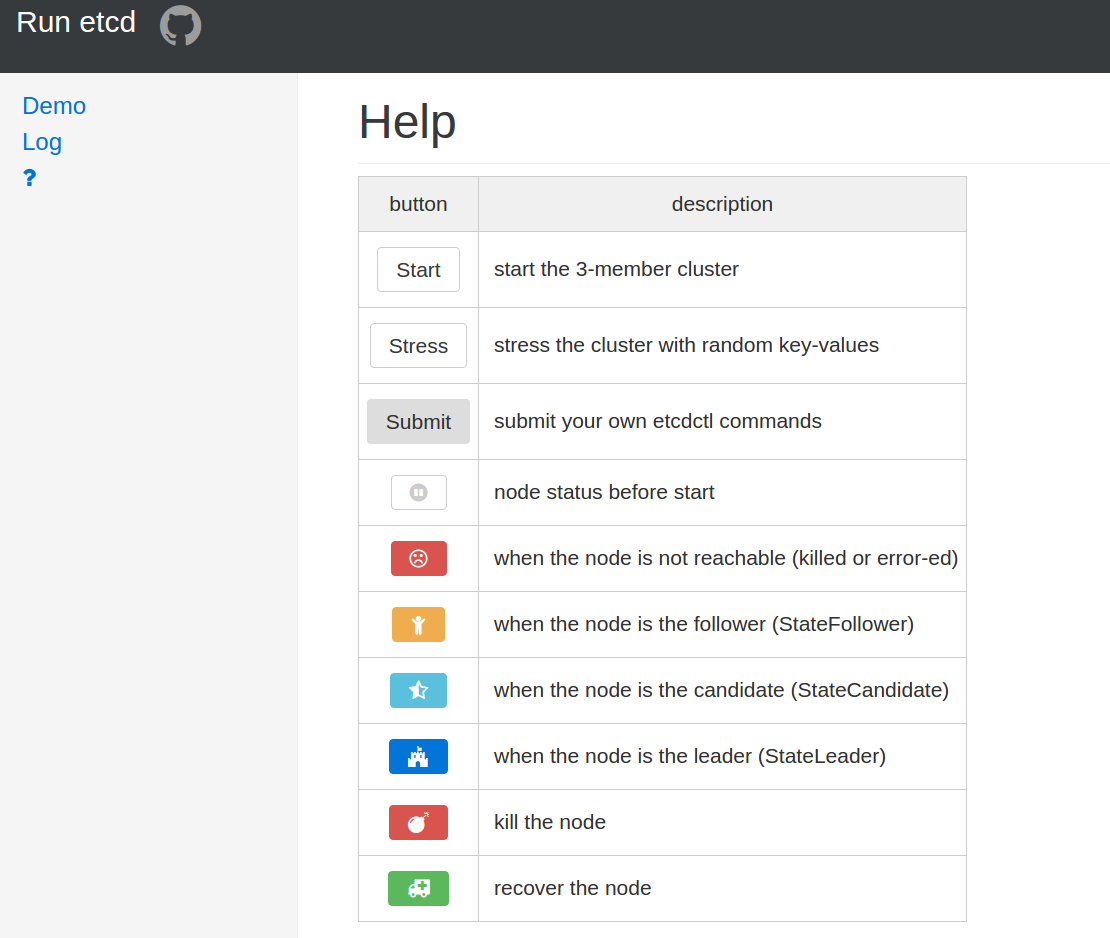 Run etcd
Demo
Log
?
Help
button description
Start start the 3-member cluster
Stress stress the cluster with random key-values
Submit submit your own etcdctl commands
node status before start
when the node is not reachable (killed or error-ed)
when the node is the follower (StateFollower)
when the node is the candidate (StateCandidate)
when the node is the leader (StateLeader)
kill the node
recover the node